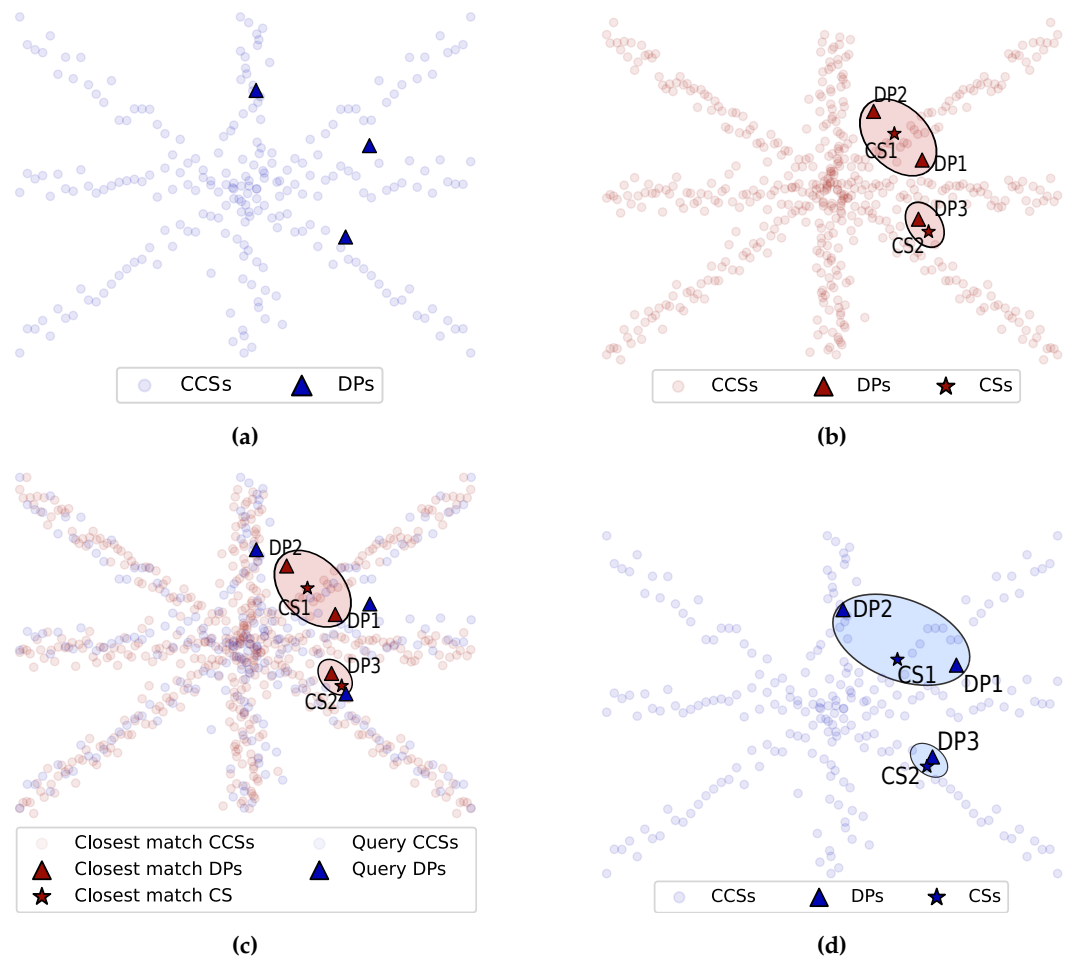 CCSs DPs
(a)
DP2
CS1
DP1
DP3
CS2
CCSs DPs CSs
(b)
DP2
CS1
DP1
DP3
CS2
Closest match CCSs Query CCSs
Closest match DPs Query DPs
Closest match CS
(c)
DP2
CS1
DP1
DP3
CS2
CCSs DPs CSs
(d)